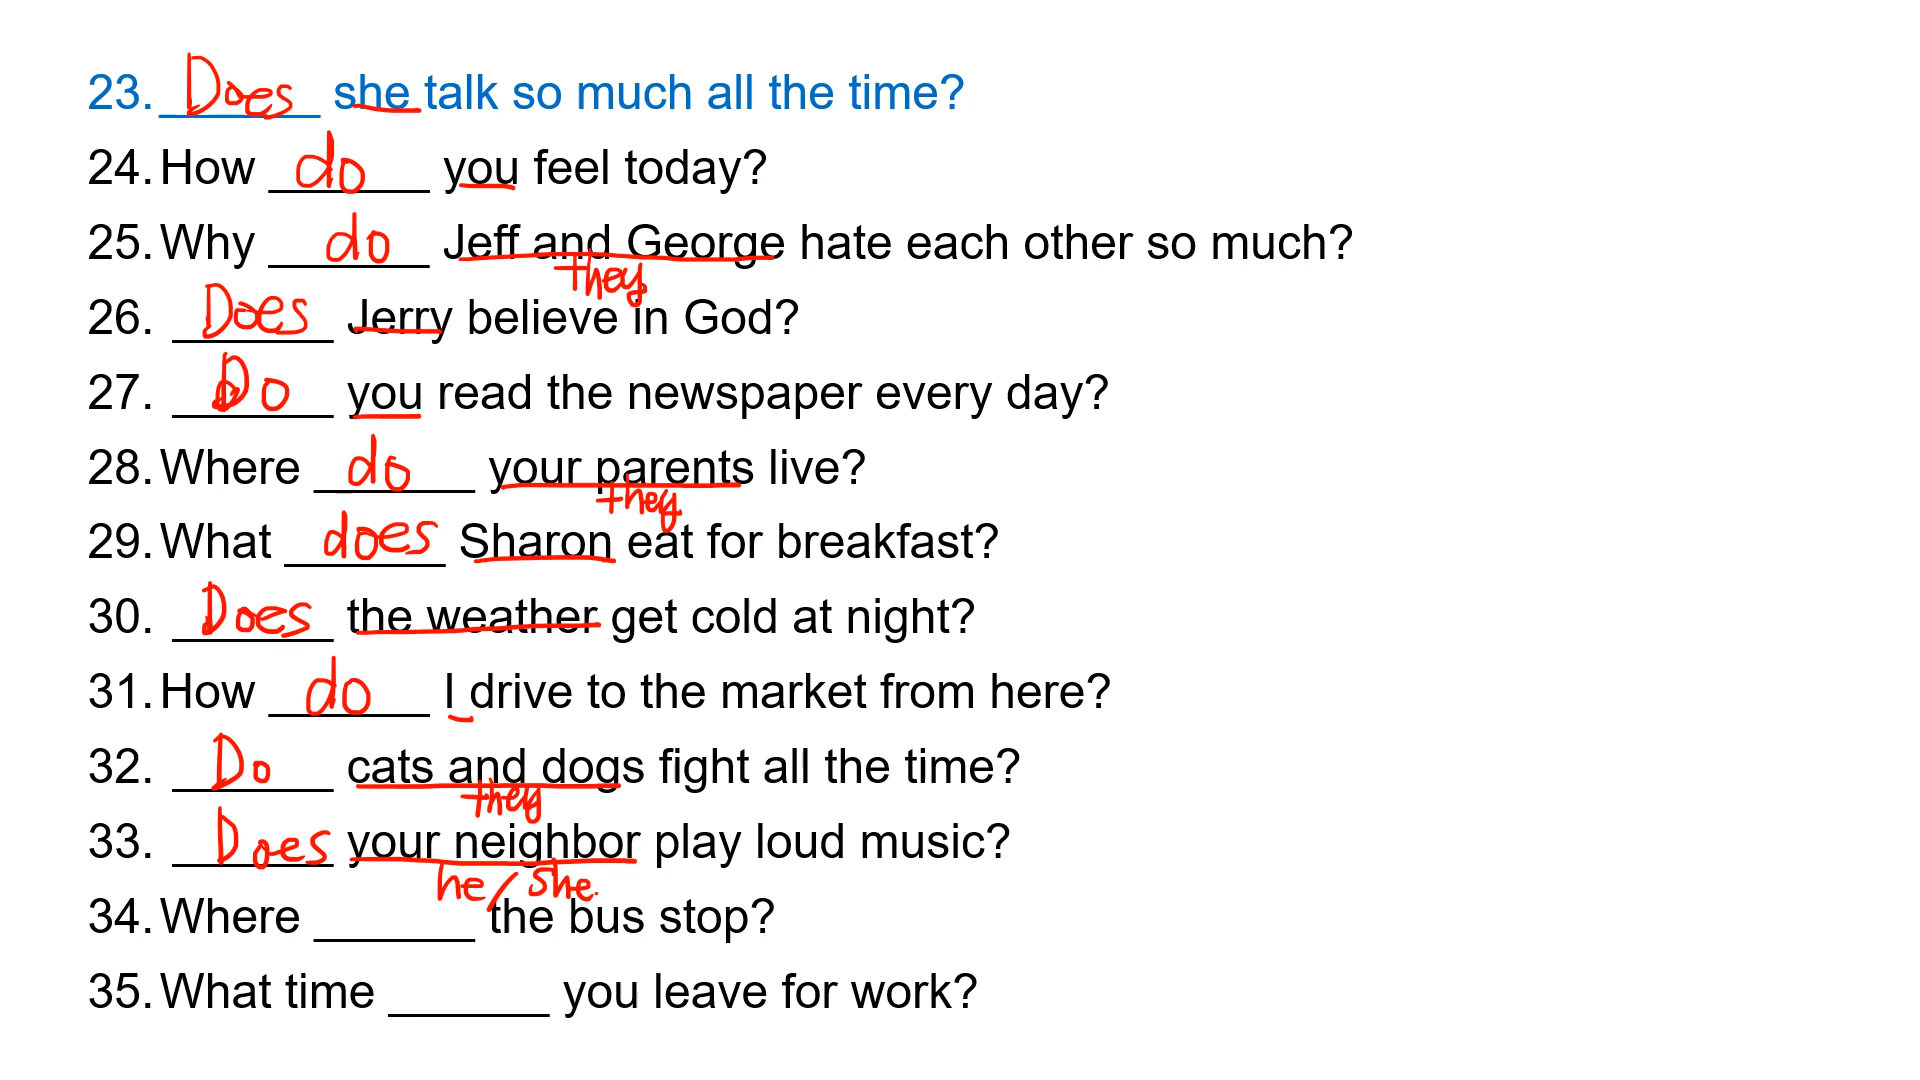 23. Does she talk so much all the time?
24. How do you feel today?
25. Why do Jeff and George hate each other so much?
they
26. Does Jerry believe in God?
27. Do you read the newspaper every day?
28. Where do your parents live?
they
29. What does Sharon eat for breakfast?
30. Does the weather get cold at night?
31. How do I drive to the market from here?
32. Do cats and dogs fight all the time?
they
33. Does your neighbor play loud music?
he/she.
34. Where ______ the bus stop?
35. What time ______ you leave for work?